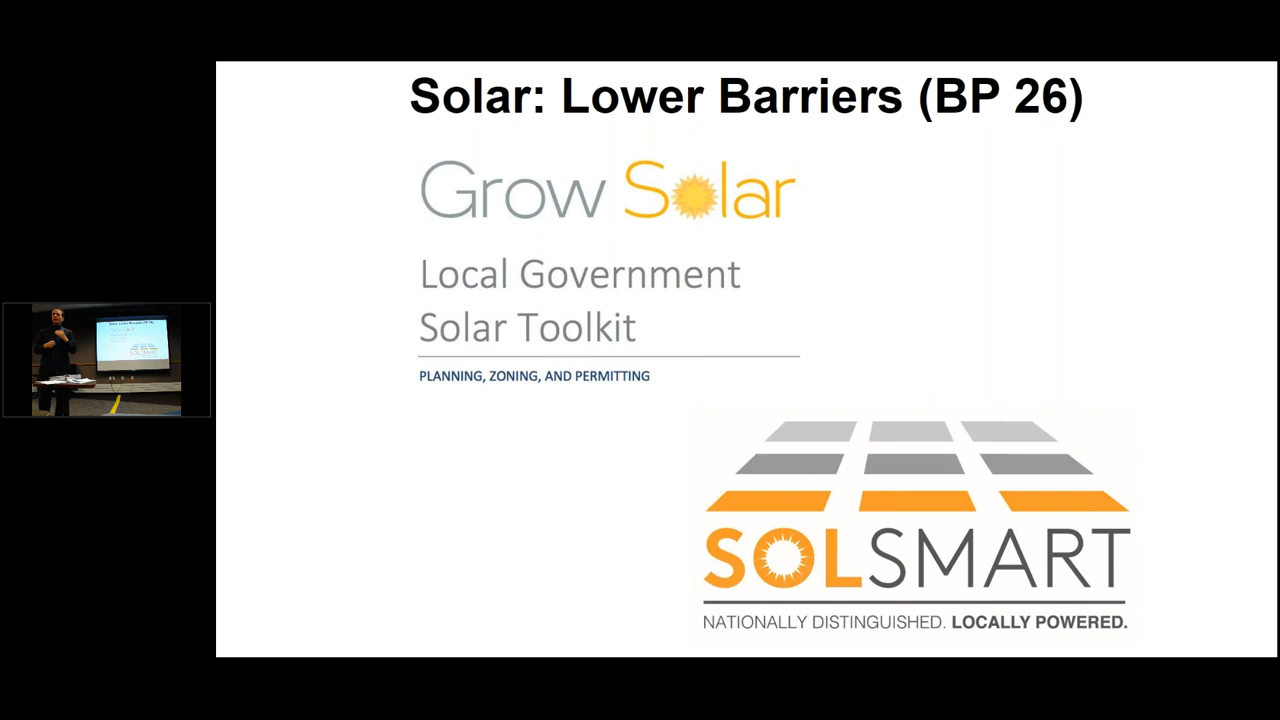 Solar: Lower Barriers (BP 26)
Grow Solar
Local Government
Solar Toolkit
PLANNING, ZONING, AND PERMITTING
SOLSMART
NATIONALLY DISTINGUISHED. LOCALLY POWERED.